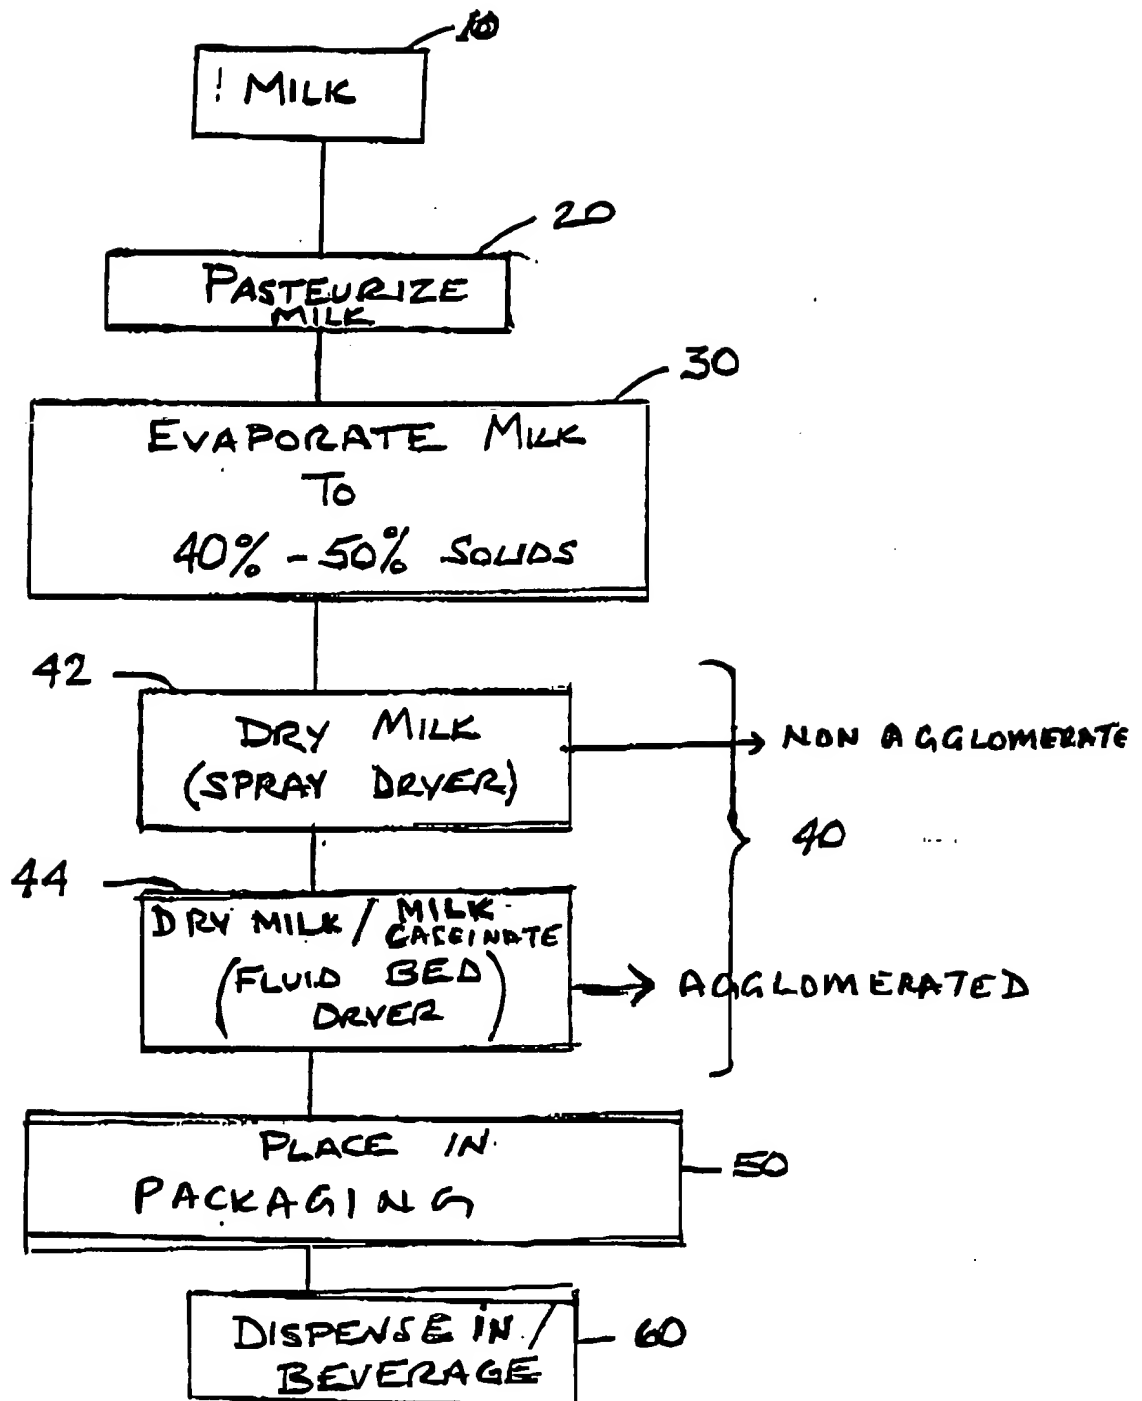 10
! MILK
20
PASTEURIZE
MILK
30
EVAPORATE MILK
TO
40% - 50% SOLIDS
42
DRY MILK
(SPRAY DRYER)
NON AGGLOMERATE
40
44
DRY MILK / MILK CASEINATE
(FLUID BED
DRYER)
AGGLOMERATED
PLACE IN
PACKAGING
50
DISPENSE IN
BEVERAGE
60